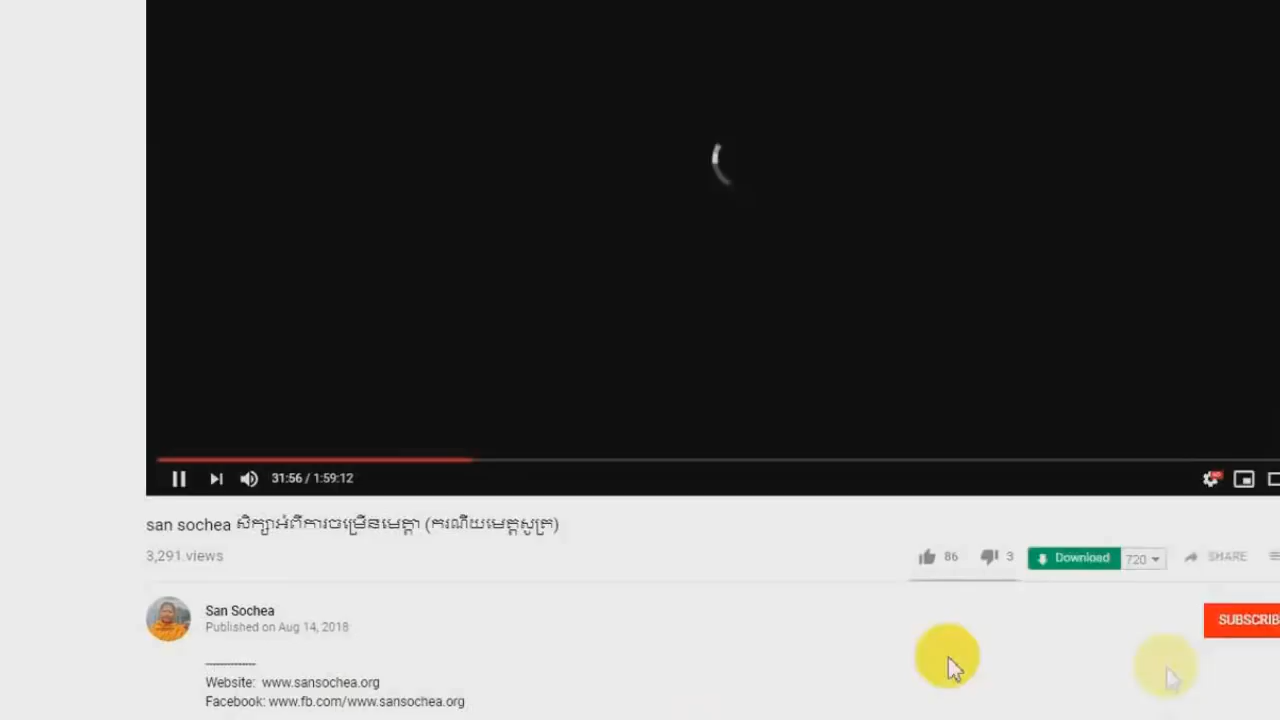 31:56 / 1:59:12
san sochea សិក្សាអំពីការចម្រើនមេត្តា (ករណីយមេត្តសូត្រ)
3,291 views
86 3 Download 720 SHARE
San Sochea
SUBSCRIB
Published on Aug 14, 2018
--------------
Website: www.sansochea.org
Facebook: www.fb.com/www.sansochea.org